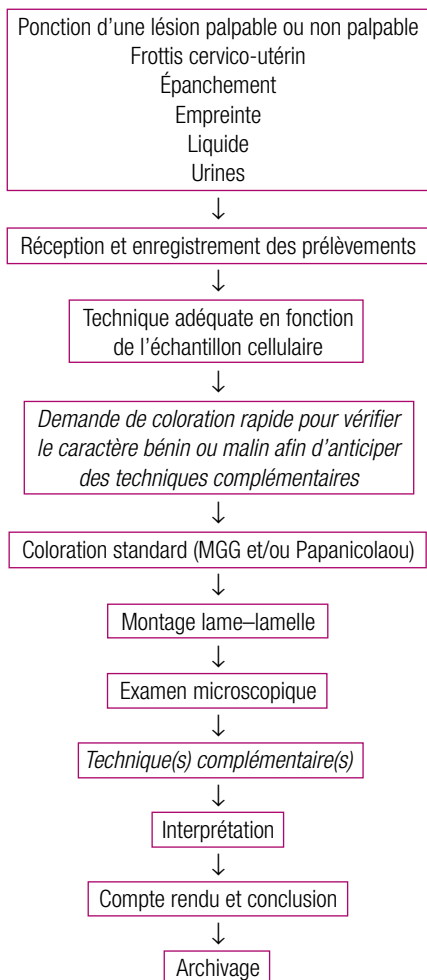 Ponction d’une lésion palpable ou non palpable
Frottis cervico-utérin
Épanchement
Empreinte
Liquide
Urines
↓
Réception et enregistrement des prélèvements
↓
Technique adéquate en fonction
de l’échantillon cellulaire
↓
Demande de coloration rapide pour vérifier
le caractère bénin ou malin afin d’anticiper
des techniques complémentaires
↓
Coloration standard (MGG et/ou Papanicolaou)
↓
Montage lame–lamelle
↓
Examen microscopique
↓
Technique(s) complémentaire(s)
↓
Interprétation
↓
Compte rendu et conclusion
↓
Archivage